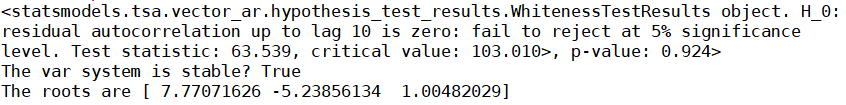 <statsmodels.tsa.vector_ar.hypothesis_test_results.WhitenessTestResults object. H_0:
residual autocorrelation up to lag 10 is zero: fail to reject at 5% significance
level. Test statistic: 63.539, critical value: 103.010>, p-value: 0.924>
The var system is stable? True
The roots are [ 7.77071626 -5.23856134  1.00482029]